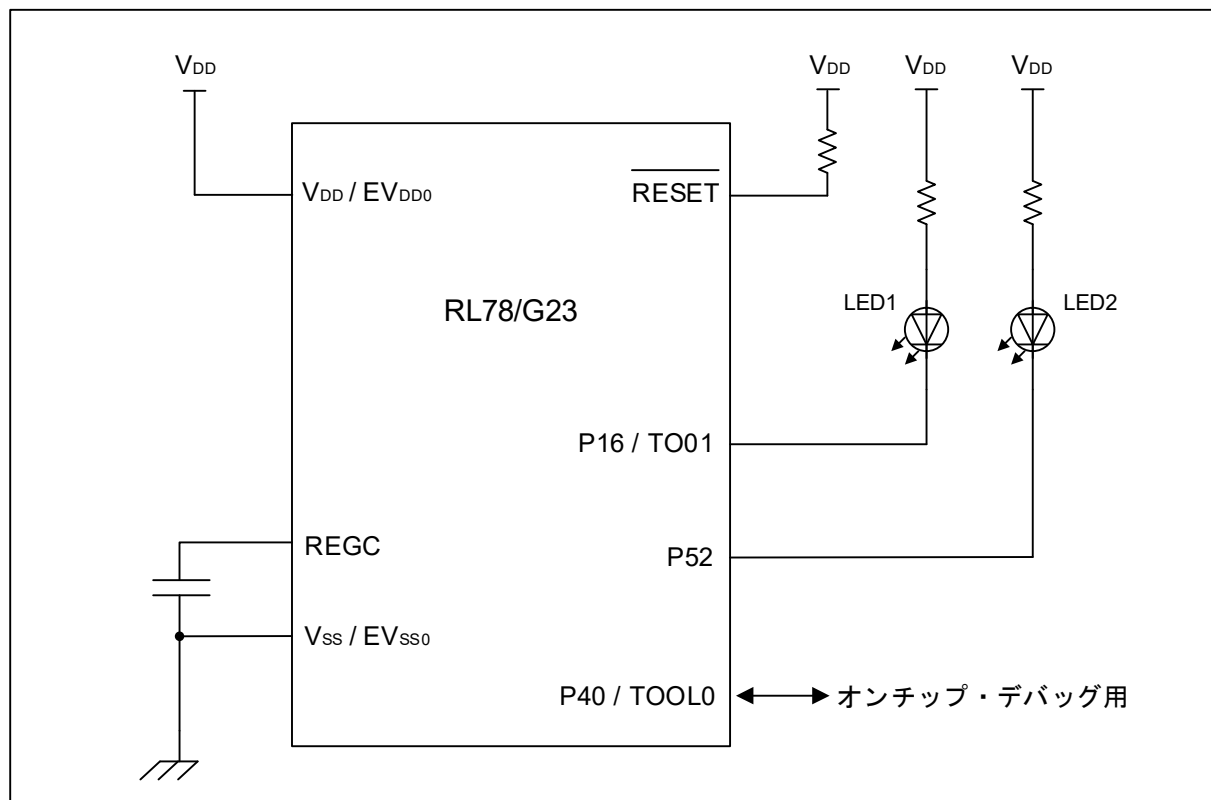 VDD
VDD
VDD
VDD
VDD / EVDD0
RESET
RL78/G23
LED1
LED2
P16 / TO01
REGC
P52
VSS / EVSS0
P40 / TOOL0
オンチップ・デバッグ用